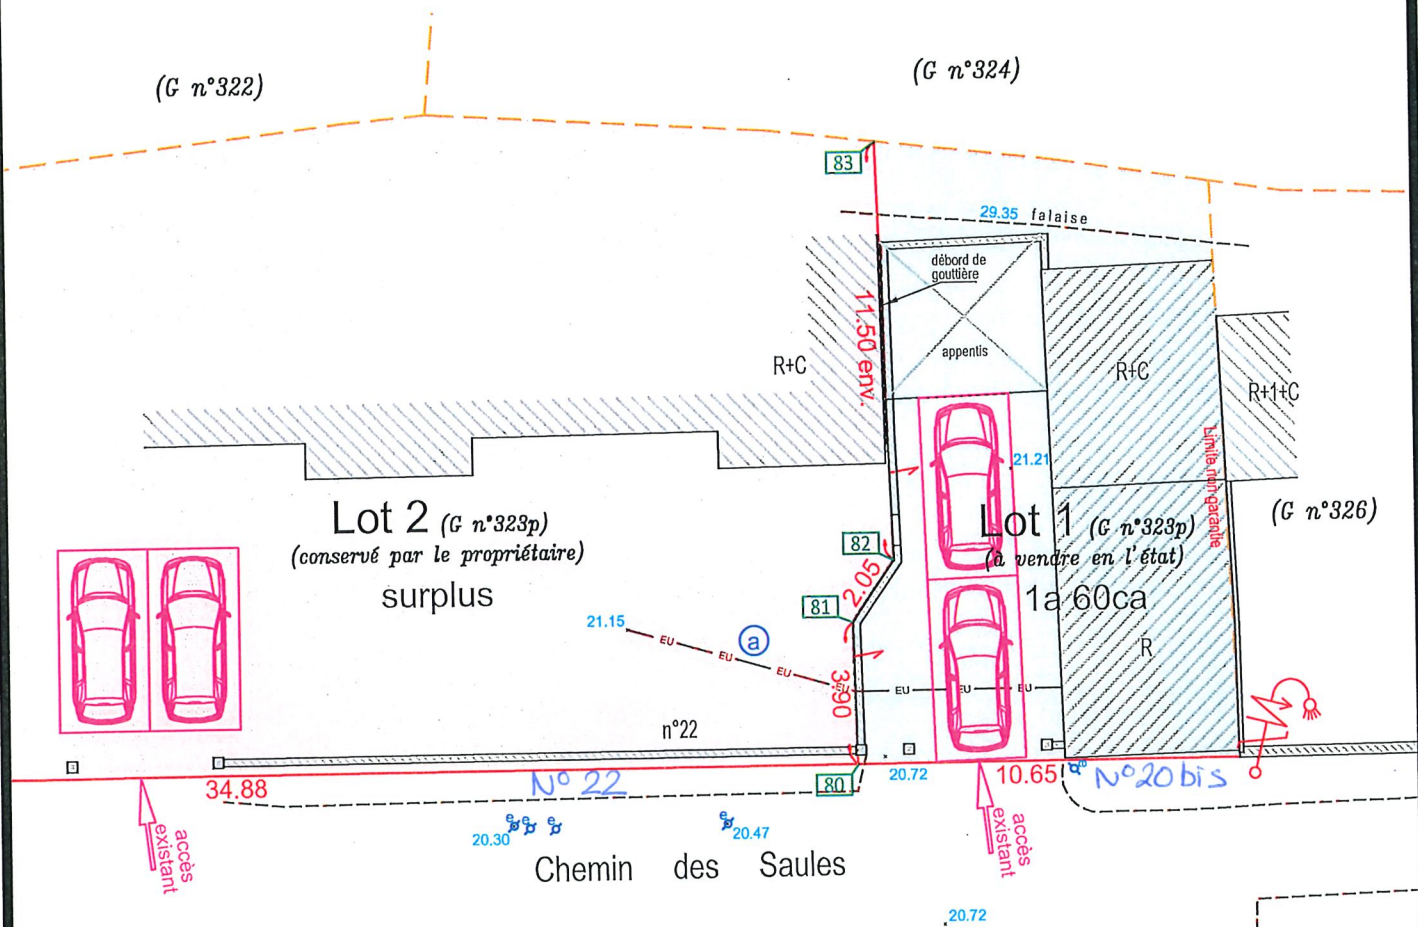 (G n°322)
(G n°324)
83
29.35 falaise
débord de
gouttière
11.50 env.
appentis
R+C
R+C
R+1+C
Limite non garantie
21.21
Lot 2 (G n°323p)
(conservé par le propriétaire)
surplus
Lot 1 (G n°323p)
(à vendre en l'état)
1a 60ca
(G n°326)
82
2.05
81
21.15
EU
a
EU
EU
EU
EU
EU
EU
R
3.90
n°22
34.88
N° 22
80
20.72
10.65
N° 20 bis
accès
existant
e
e
e
20.30
e
20.47
accès
existant
Chemin des Saules
20.72